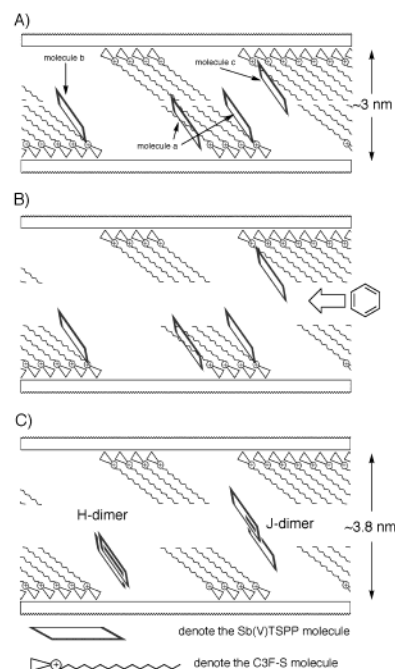 A)
molecule b
molecule c
molecule a
~3 nm
B)
C)
H-dimer
J-dimer
~3.8 nm
denote the Sb(V)TSPP molecule
denote the C3F-S molecule